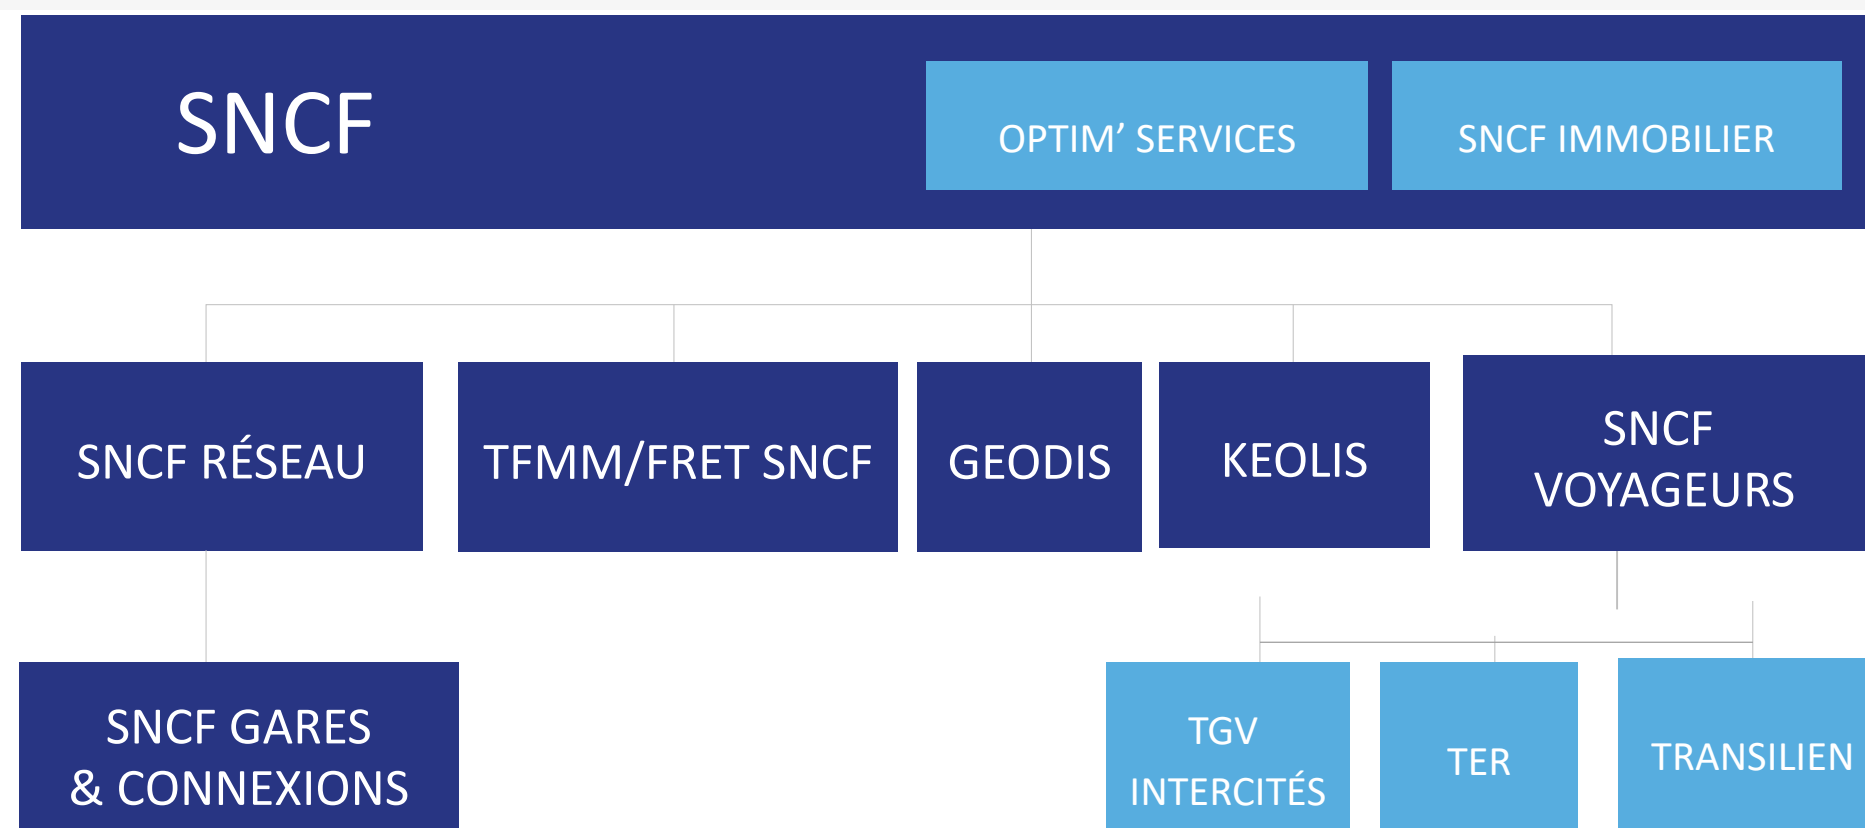 SNCF
OPTIM’ SERVICES
SNCF IMMOBILIER
SNCF RÉSEAU
TFMM/FRET SNCF
GEODIS
KEOLIS
SNCF
VOYAGEURS
SNCF GARES
& CONNEXIONS
TGV
INTERCITÉS
TER
TRANSILIEN